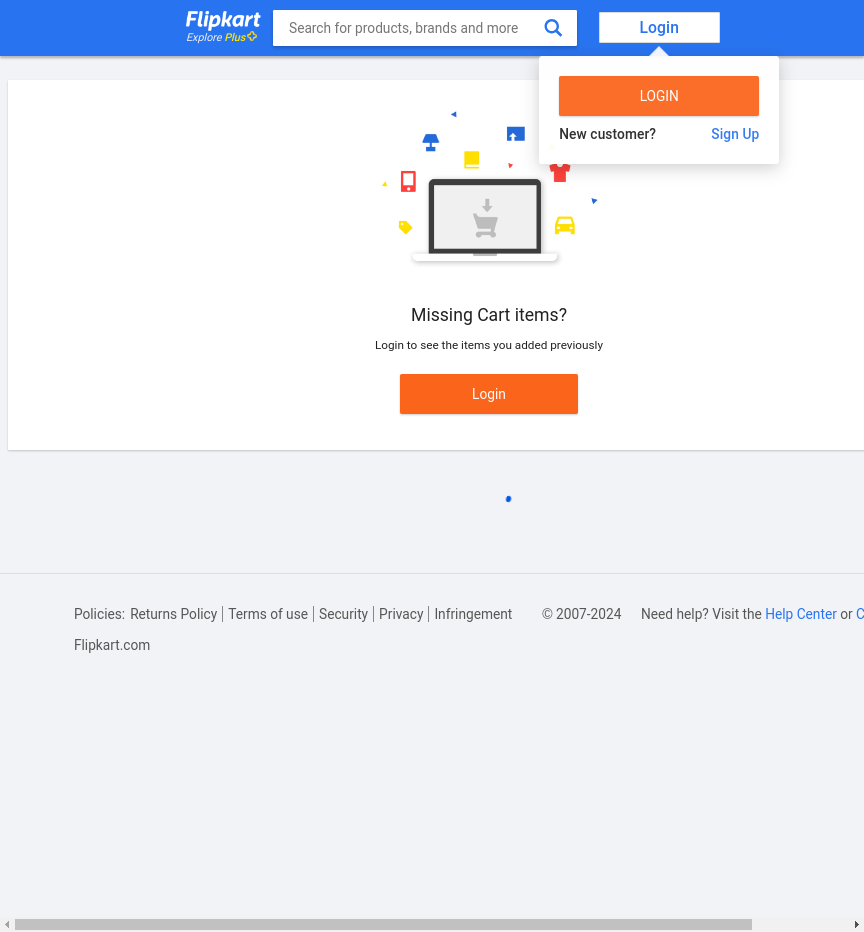 Flipkart
Explore Plus
Search for products, brands and more
Login
LOGIN
New customer? Sign Up
Missing Cart items?
Login to see the items you added previously
Login
Policies: Returns Policy Terms of use Security Privacy Infringement © 2007-2024 Need help? Visit the Help Center or C
Flipkart.com